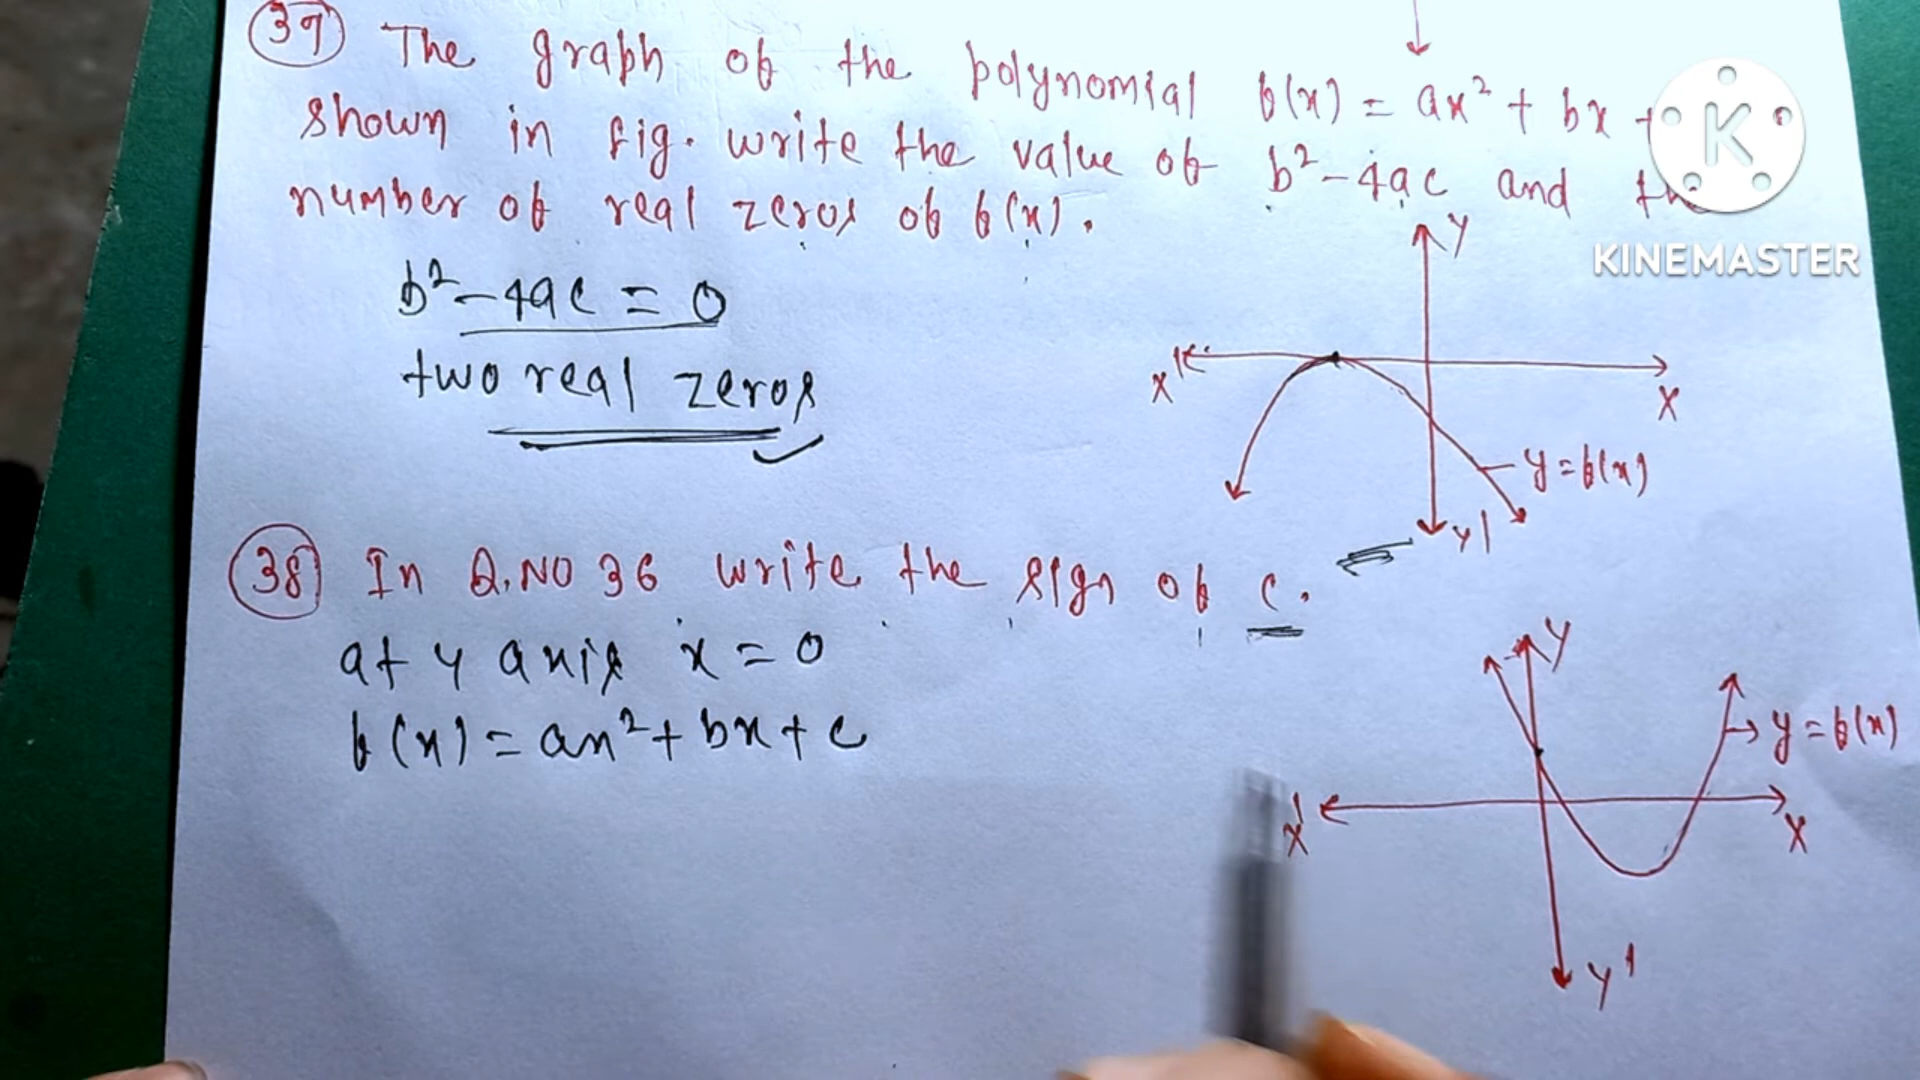 37 The graph of the polynomial f(x) = ax² + bx +
shown in fig. write the value of b² - 4ac and the
number of real zeros of f(x).
b² - 4ac = 0
two real zeros
Y
X'
X
y = f(x)
Y'
38 In Q.NO 36 write the sign of c.
at y axis x = 0
f(x) = ax² + bx + c
Y
y = f(x)
X'
X
Y'
K
KINEMASTER